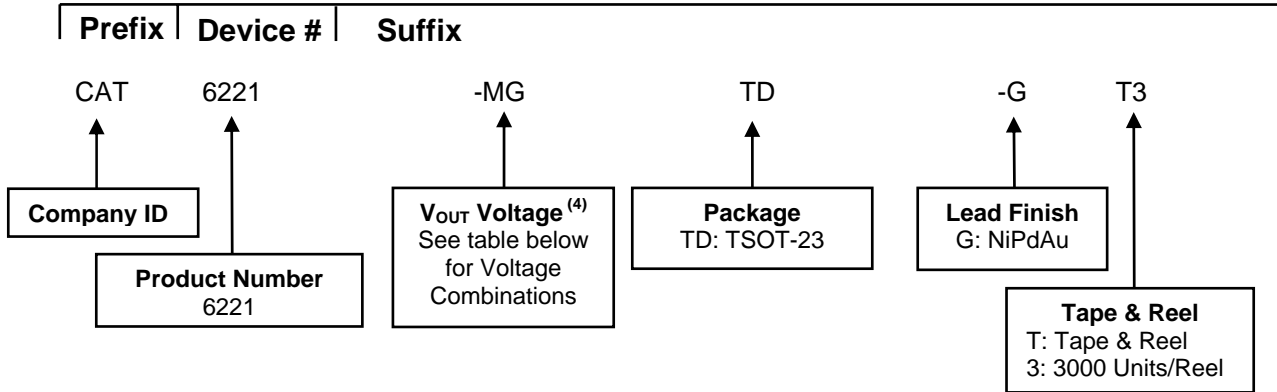 Prefix Device # Suffix
CAT 6221 -MG TD -G T3
Company ID
Product Number
6221
VOUT Voltage (4)
See table below
for Voltage
Combinations
Package
TD: TSOT-23
Lead Finish
G: NiPdAu
Tape & Reel
T: Tape & Reel
3: 3000 Units/Reel